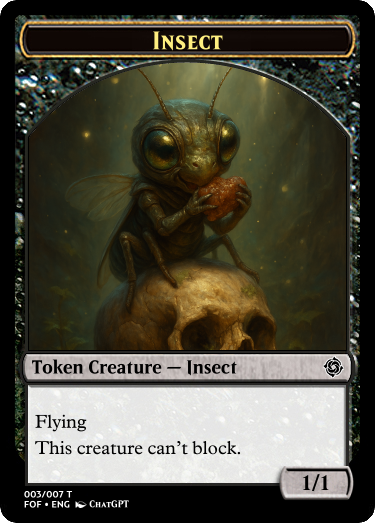 Insect
Token Creature — Insect
Flying
This creature can't block.
1/1
003/007 T
FOF • ENG ChatGPT